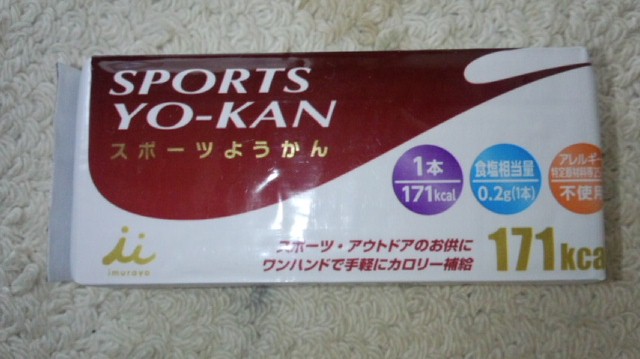 SPORTS
YO-KAN
スポーツようかん
1本
171kcal
食塩相当量
0.2g(1本)
アレルギー
不使用
imuraya
スポーツ・アウトドアのお供に
ワンハンドで手軽にカロリー補給
171kca